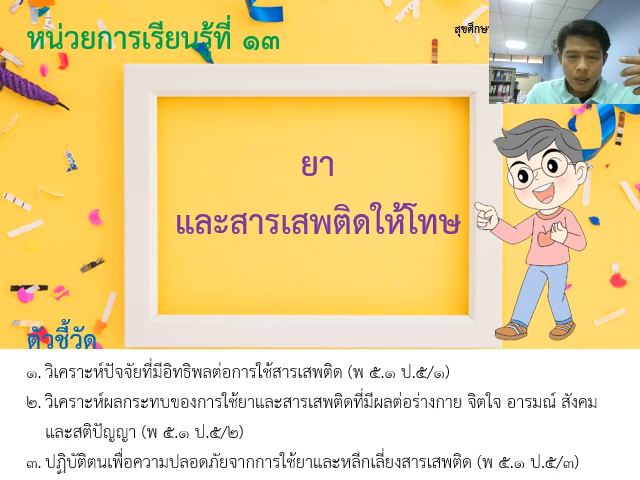 หน่วยการเรียนรู้ที่ ๑๓
สุขศึกษา
ยา
และสารเสพติดให้โทษ
ตัวชี้วัด
๑. วิเคราะห์ปัจจัยที่มีอิทธิพลต่อการใช้สารเสพติด (พ ๕.๑ ป.๕/๑)
๒. วิเคราะห์ผลกระทบของการใช้ยาและสารเสพติดที่มีผลต่อร่างกาย จิตใจ อารมณ์ สังคม
และสติปัญญา (พ ๕.๑ ป.๕/๒)
๓. ปฏิบัติตนเพื่อความปลอดภัยจากการใช้ยาและหลีกเลี่ยงสารเสพติด (พ ๕.๑ ป.๕/๓)